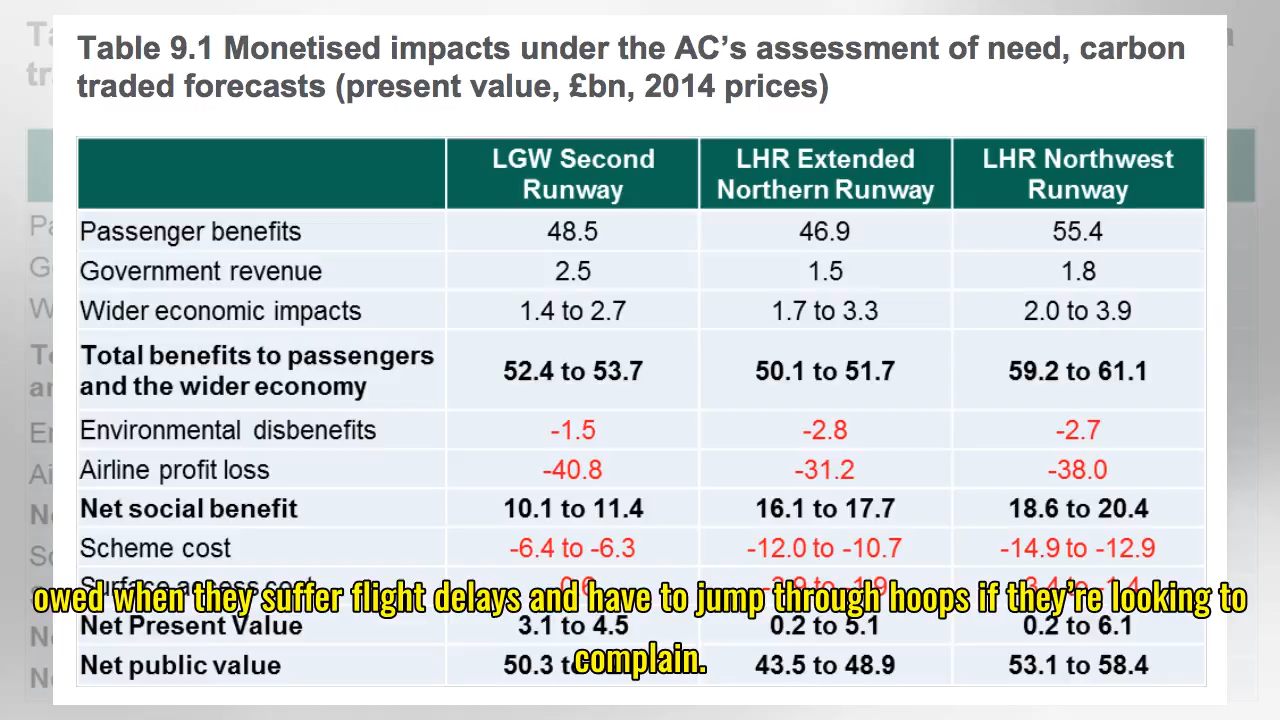 Table 9.1 Monetised impacts under the AC's assessment of need, carbon
traded forecasts (present value, £bn, 2014 prices)
LGW Second Runway LHR Extended Northern Runway LHR Northwest Runway
Passenger benefits 48.5 46.9 55.4
Government revenue 2.5 1.5 1.8
Wider economic impacts 1.4 to 2.7 1.7 to 3.3 2.0 to 3.9
Total benefits to passengers and the wider economy 52.4 to 53.7 50.1 to 51.7 59.2 to 61.1
Environmental disbenefits -1.5 -2.8 -2.7
Airline profit loss -40.8 -31.2 -38.0
Net social benefit 10.1 to 11.4 16.1 to 17.7 18.6 to 20.4
Scheme cost -6.4 to -6.3 -12.0 to -10.7 -14.9 to -12.9
Surface access cost
owed when they suffer flight delays and have to jump through hoops if they're looking to
complain.
Net Present Value 3.1 to 4.5 0.2 to 5.1 0.2 to 6.1
Net public value 50.3 to 43.5 to 48.9 53.1 to 58.4